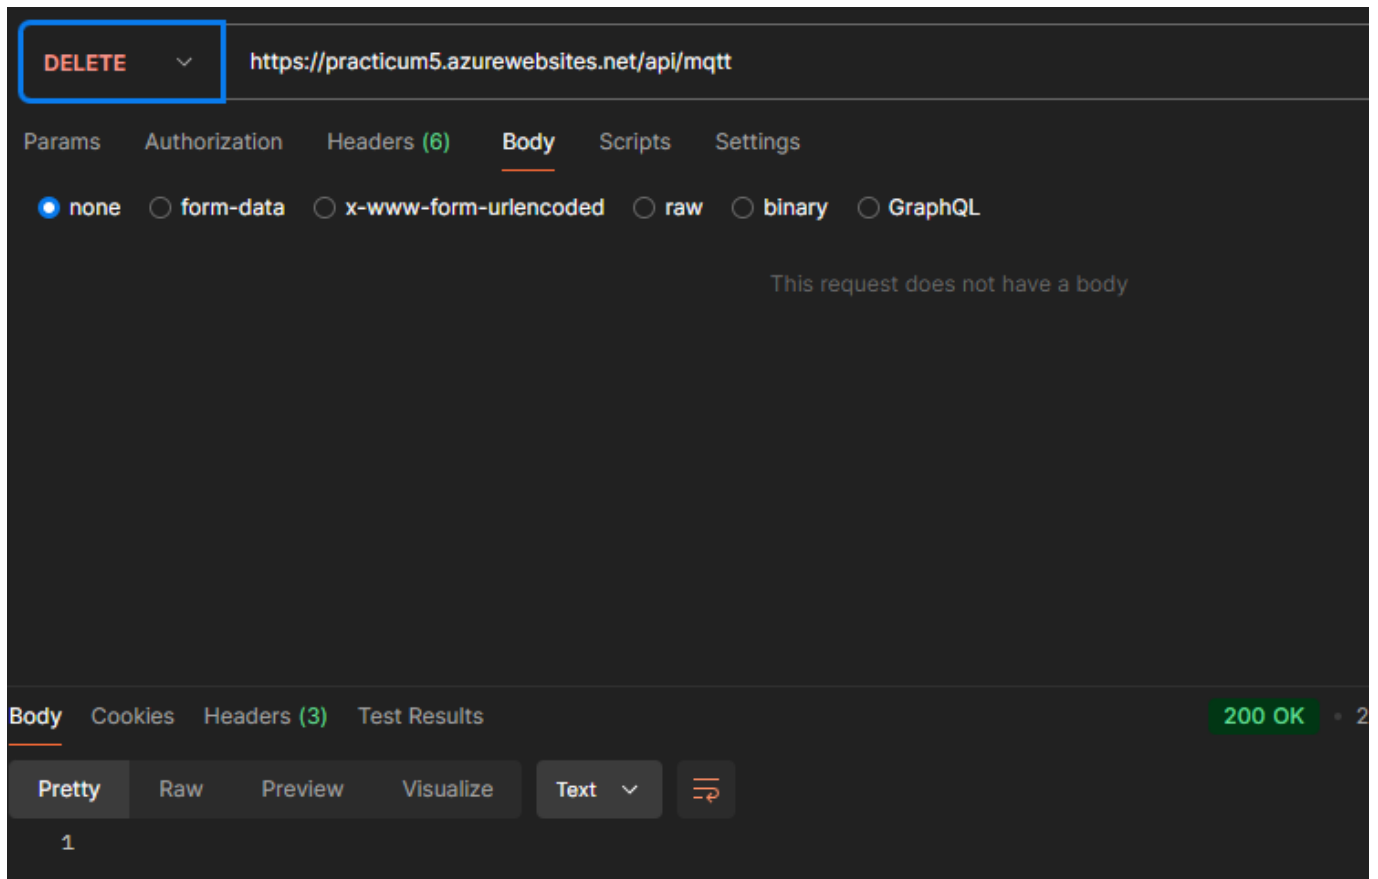 DELETE https://practicum5.azurewebsites.net/api/mqtt
Params Authorization Headers (6) Body Scripts Settings
none form-data x-www-form-urlencoded raw binary GraphQL
This request does not have a body
Body Cookies Headers (3) Test Results 200 OK • 2
Pretty Raw Preview Visualize Text
1